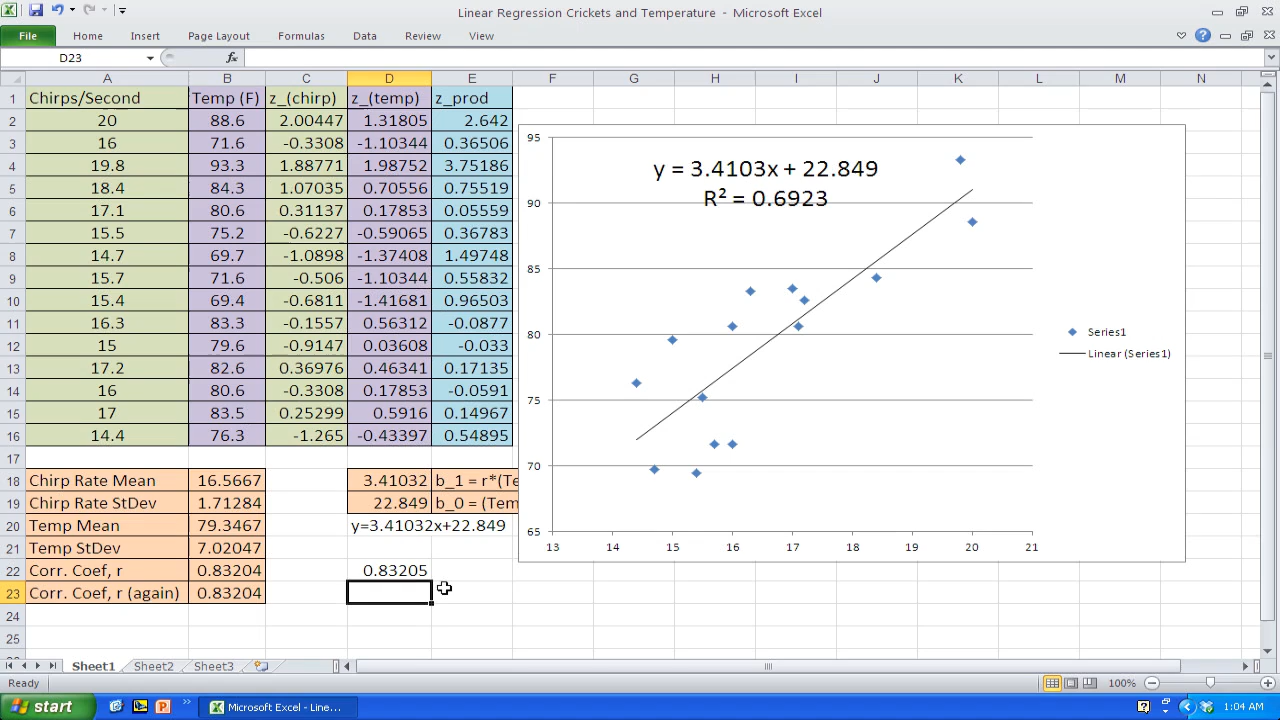 Linear Regression Crickets and Temperature - Microsoft Excel
File Home Insert Page Layout Formulas Data Review View
D23 fx
A B C D E F G H I J K L M N
1 Chirps/Second Temp (F) z_(chirp) z_(temp) z_prod
2 20 88.6 2.00447 1.31805 2.642
3 16 71.6 -0.3308 -1.10344 0.36506
4 19.8 93.3 1.88771 1.98752 3.75186
5 18.4 84.3 1.07035 0.70556 0.75519
6 17.1 80.6 0.31137 0.17853 0.05559
7 15.5 75.2 -0.6227 -0.59065 0.36783
8 14.7 69.7 -1.0898 -1.37408 1.49748
9 15.7 71.6 -0.506 -1.10344 0.55832
10 15.4 69.4 -0.6811 -1.41681 0.96503
11 16.3 83.3 -0.1557 0.56312 -0.0877
12 15 79.6 -0.9147 0.03608 -0.033
13 17.2 82.6 0.36976 0.46341 0.17135
14 16 80.6 -0.3308 0.17853 -0.0591
15 17 83.5 0.25299 0.5916 0.14967
16 14.4 76.3 -1.265 -0.43397 0.54895
17
18 Chirp Rate Mean 16.5667 3.41032 b_1 = r*(Te
19 Chirp Rate StDev 1.71284 22.849 b_0 = (Tem
20 Temp Mean 79.3467 y=3.41032x+22.849
21 Temp StDev 7.02047
22 Corr. Coef, r 0.83204 0.83205
23 Corr. Coef, r (again) 0.83204
24
25
95
90
85
80
75
70
65
y = 3.4103x + 22.849
R² = 0.6923
13 14 15 16 17 18 19 20 21
Series1
Linear (Series1)
Sheet1 Sheet2 Sheet3
Ready 100%
start Microsoft Excel - Line... 1:04 AM